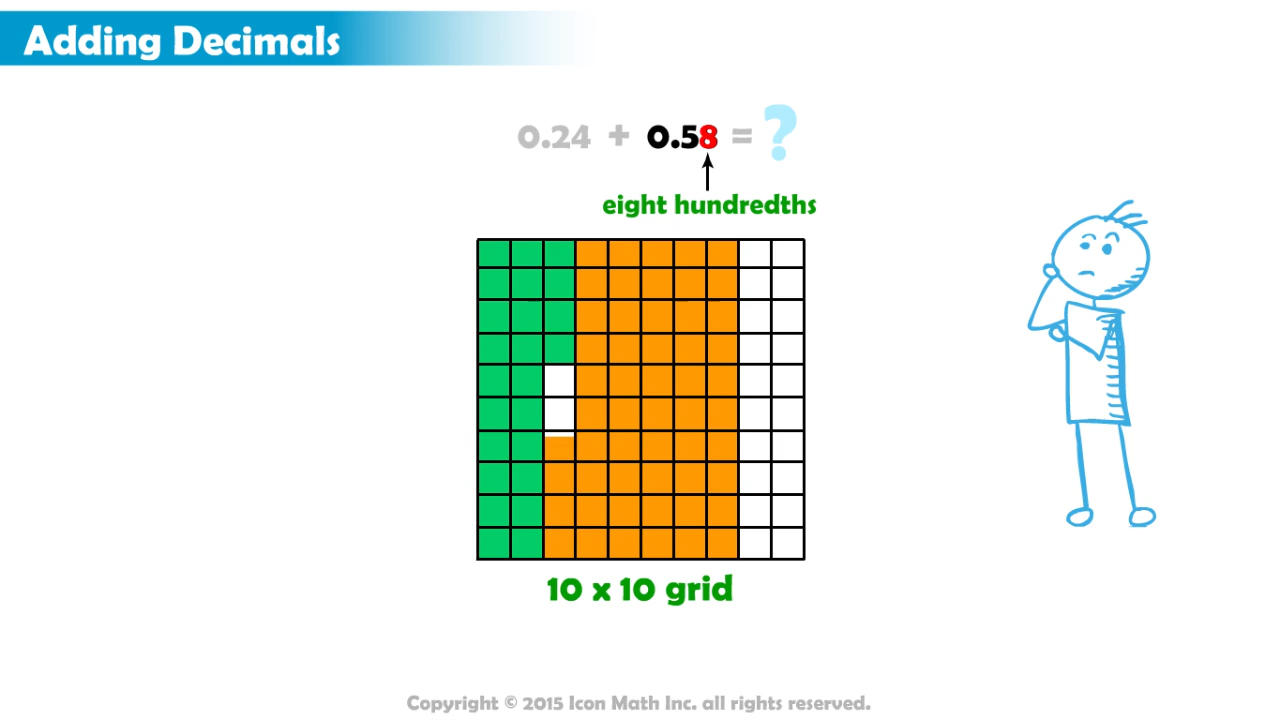 Adding Decimals
0.24 + 0.58 = ?
eight hundredths
10 x 10 grid
Copyright © 2015 Icon Math Inc. all rights reserved.